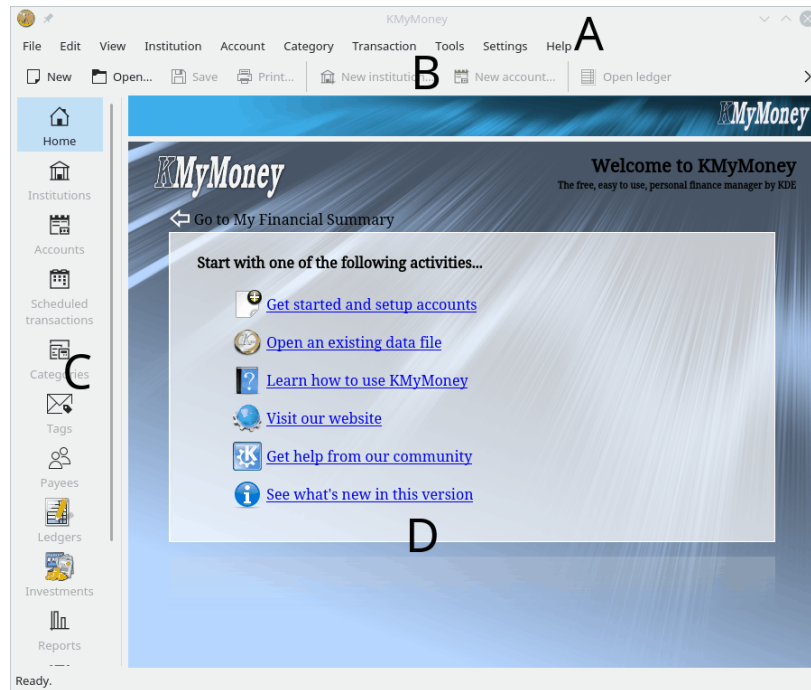 KMyMoney
File Edit View Institution Account Category Transaction Tools Settings Help A
New Open... Save Print... New institution... B New account... Open ledger
KMyMoney
Home
Institutions
Accounts
Scheduled
transactions
Categories
C
Tags
Payees
Ledgers
Investments
Reports
KMyMoney
Welcome to KMyMoney
The free, easy to use, personal finance manager by KDE
Go to My Financial Summary
Start with one of the following activities...
Get started and setup accounts
Open an existing data file
Learn how to use KMyMoney
Visit our website
Get help from our community
See what's new in this version
D
Ready.